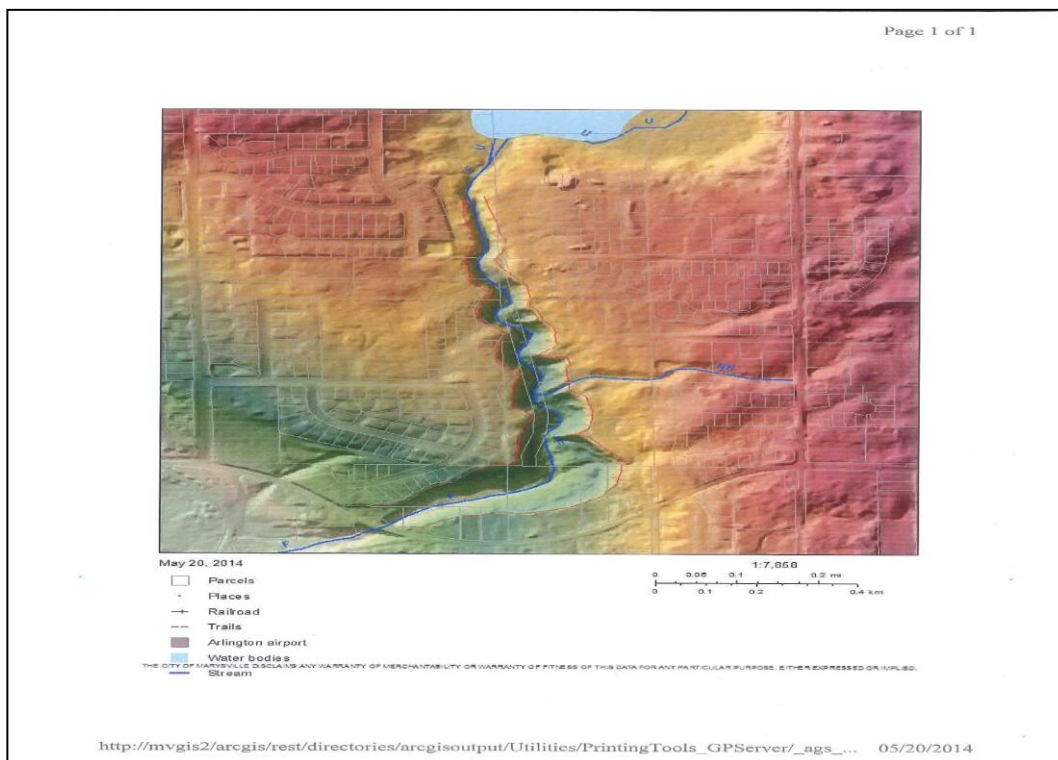 Page 1 of 1
U
U
U
F
May 20, 2014
1:7,858
0 0.05 0.1 0.2 mi
0 0.1 0.2 0.4 km
Parcels
Places
Railroad
Trails
Arlington airport
Water bodies
THE CITY OF MARYSVILLE DISCLAIMS ANY WARRANTY OF MERCHANTABILITY OR WARRANTY OF FITNESS OF THIS DATA FOR ANY PARTICULAR PURPOSE, EITHER EXPRESSED OR IMPLIED.
Stream
http://mvgis2/arcgis/rest/directories/arcgisoutput/Utilities/PrintingTools_GPServer/_ags_... 05/20/2014